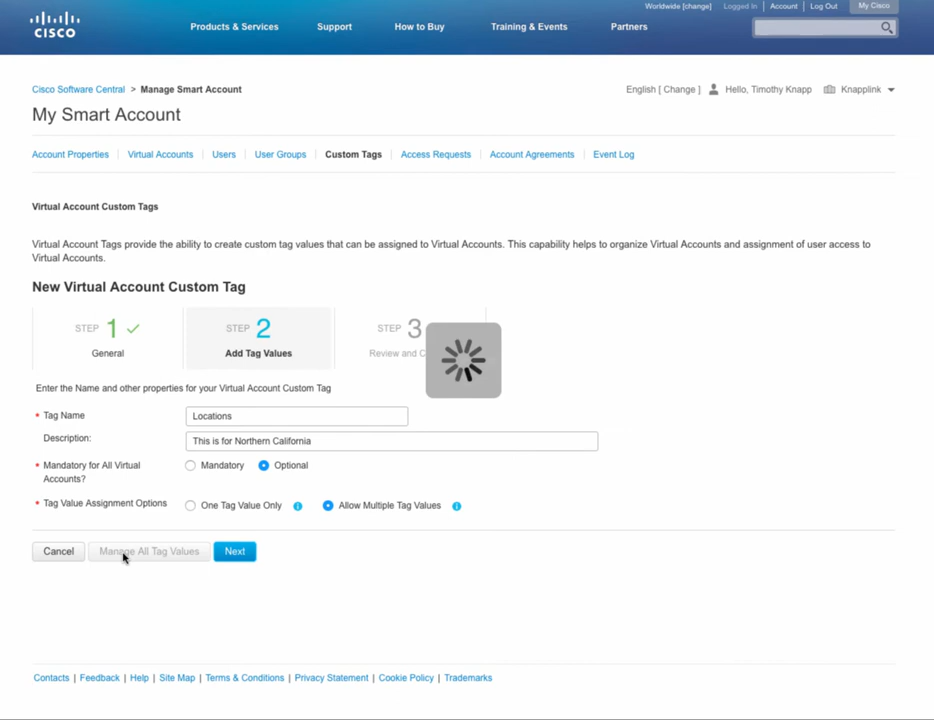 Worldwide [change] Logged In Account Log Out My Cisco
CISCO Products & Services Support How to Buy Training & Events Partners
Cisco Software Central > Manage Smart Account English [ Change ] Hello, Timothy Knapp Knapplink
My Smart Account
Account Properties Virtual Accounts Users User Groups Custom Tags Access Requests Account Agreements Event Log
Virtual Account Custom Tags
Virtual Account Tags provide the ability to create custom tag values that can be assigned to Virtual Accounts. This capability helps to organize Virtual Accounts and assignment of user access to
Virtual Accounts.
New Virtual Account Custom Tag
STEP 1 STEP 2 STEP 3
General Add Tag Values Review and C
Enter the Name and other properties for your Virtual Account Custom Tag
* Tag Name Locations
Description: This is for Northern California
* Mandatory for All Virtual Mandatory Optional
Accounts?
* Tag Value Assignment Options One Tag Value Only Allow Multiple Tag Values
Cancel Manage All Tag Values Next
Contacts | Feedback | Help | Site Map | Terms & Conditions | Privacy Statement | Cookie Policy | Trademarks